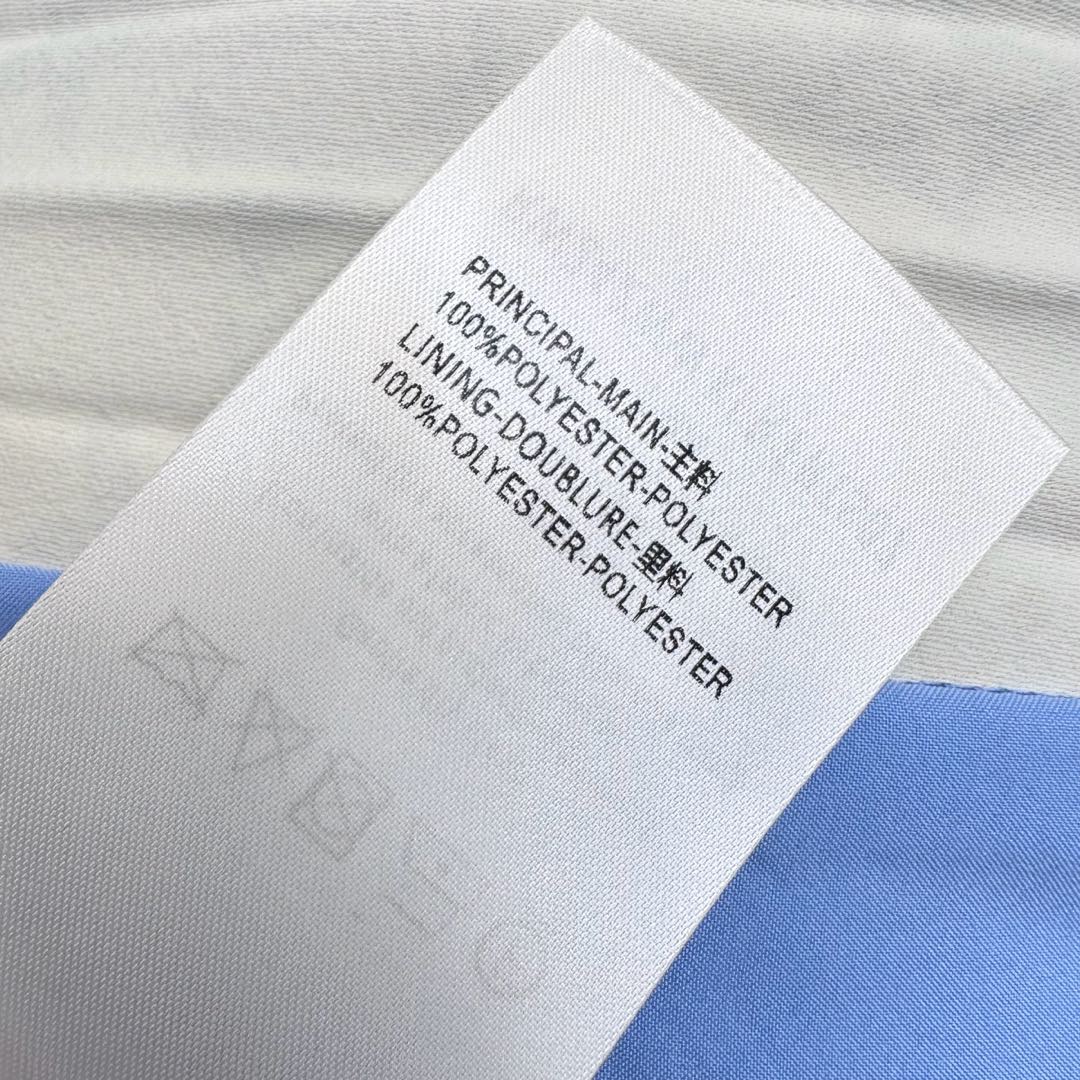 PRINCIPAL-MAIN-主料
100%POLYESTER-POLYESTER
LINING-DOUBLURE-里料
100%POLYESTER-POLYESTER